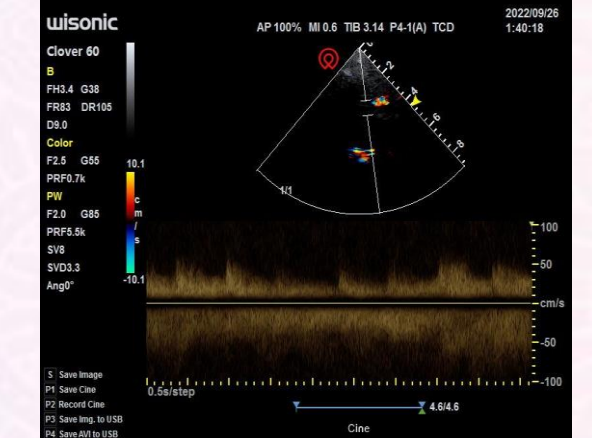 wisonic
AP 100% MI 0.6 TIB 3.14 P4-1(A) TCD
2022/09/26
1:40:18
Clover 60
B
FH3.4 G38
FR83 DR105
D9.0
Color
F2.5 G55
PRF0.7k
PW
F2.0 G85
PRF5.5k
SV8
SVD3.3
Ang0°
10.1
c
m
/
s
-10.1
2
4
6
8
1/1
100
50
cm/s
-50
-100
0.5s/step
4.6/4.6
Cine
S Save Image
P1 Save Cine
P2 Record Cine
P3 Save Img. to USB
P4 Save AVI to USB